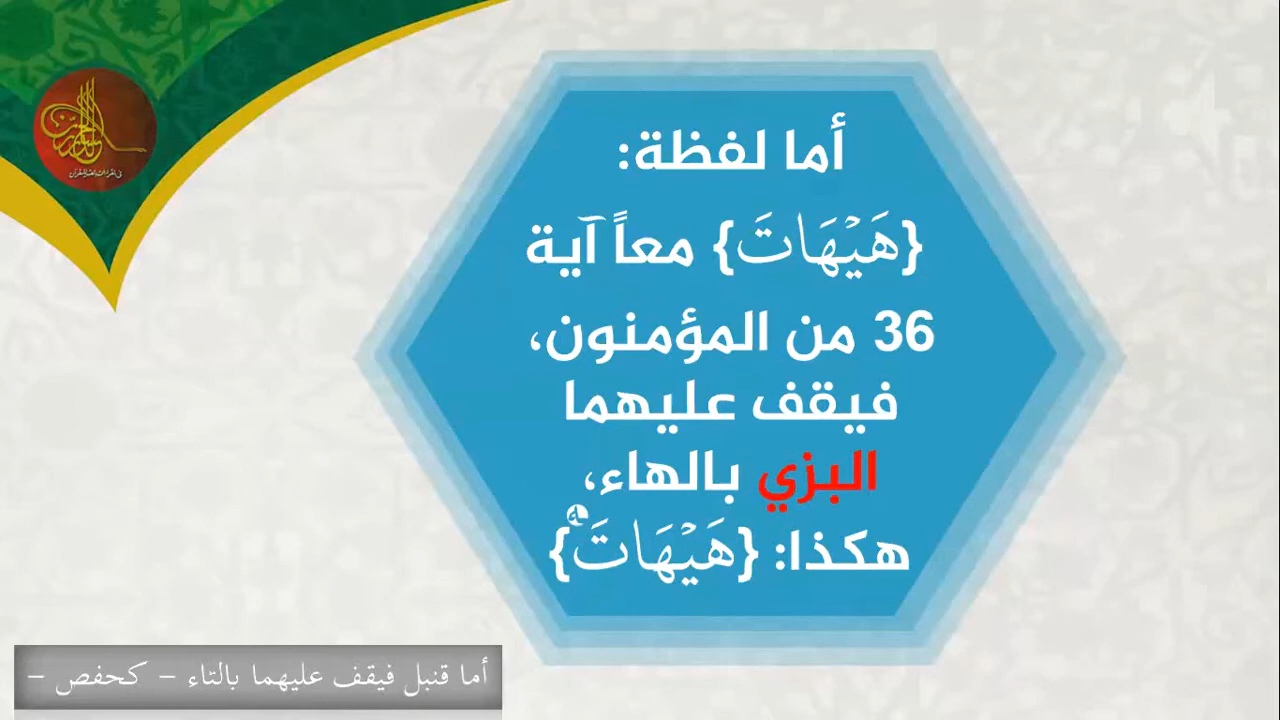 أما لفظة:
{هَيْهَاتَ} معاً آية
36 من المؤمنون،
فيقف عليهما
البزي بالهاء،
هكذا: {هَيْهَاتَ}
أما قنبل فيقف عليهما بالتاء – كحفص –